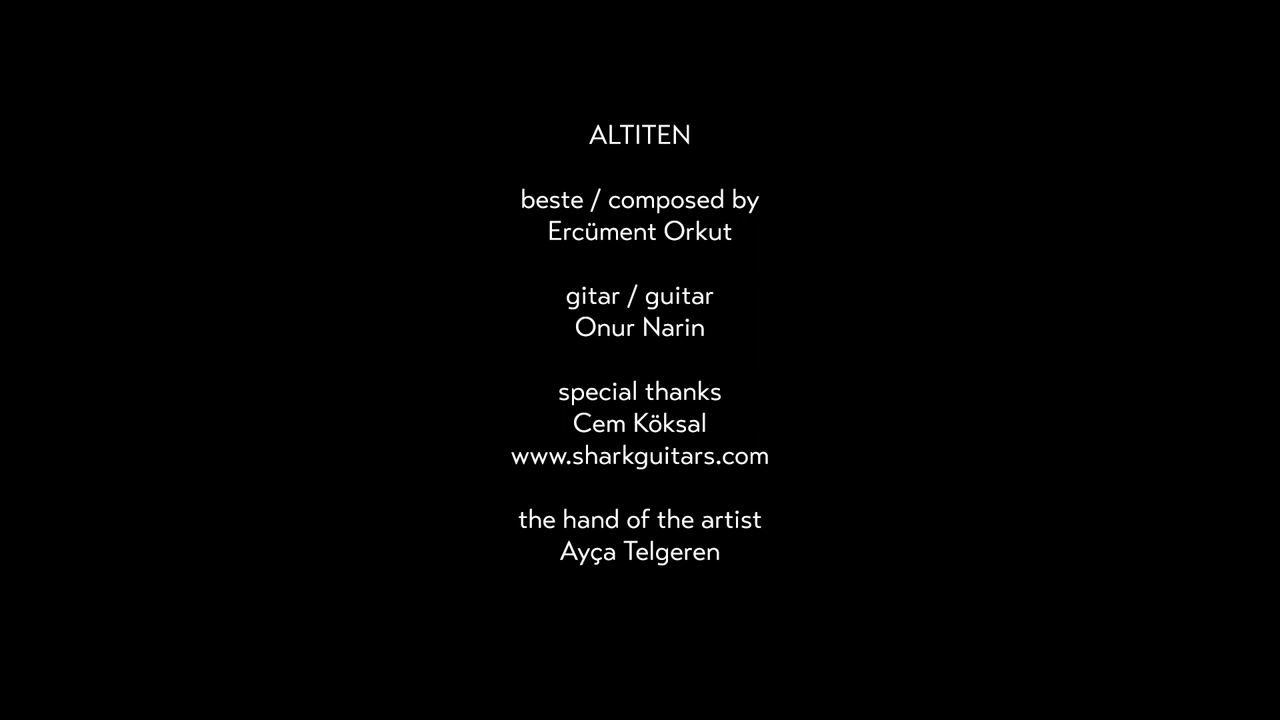 ALTITEN
beste / composed by
Ercüment Orkut
gitar / guitar
Onur Narin
special thanks
Cem Köksal
www.sharkguitars.com
the hand of the artist
Ayça Telgeren